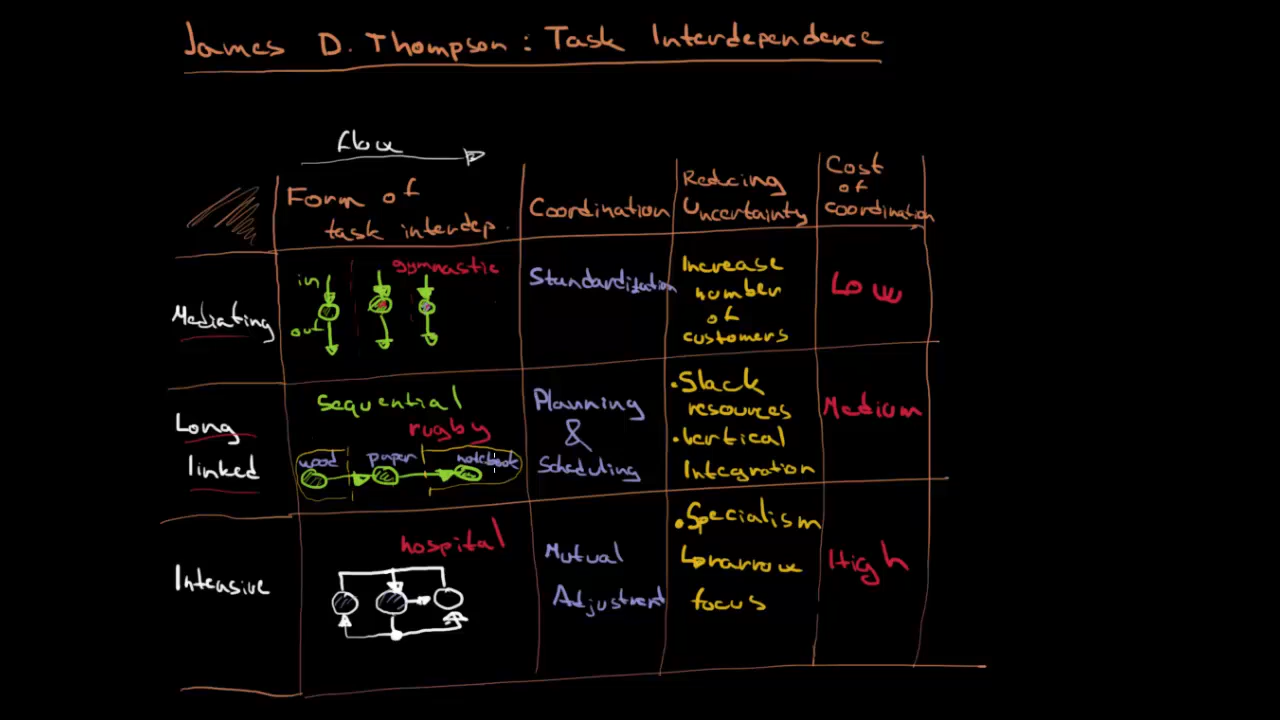 James D. Thompson: Task Interdependence
flow
Form of
task interdep.
Coordination
Reducing
Uncertainty
Cost
of
coordination
Mediating
in
out
gymnastic
Standardization
Increase
number
of
customers
Low
Long
linked
Sequential
rugby
wood
paper
notebook
Planning
&
Scheduling
• Slack
resources
• Vertical
Integration
Medium
Intensive
hospital
Mutual
Adjustment
• Specialism
narrow
focus
High